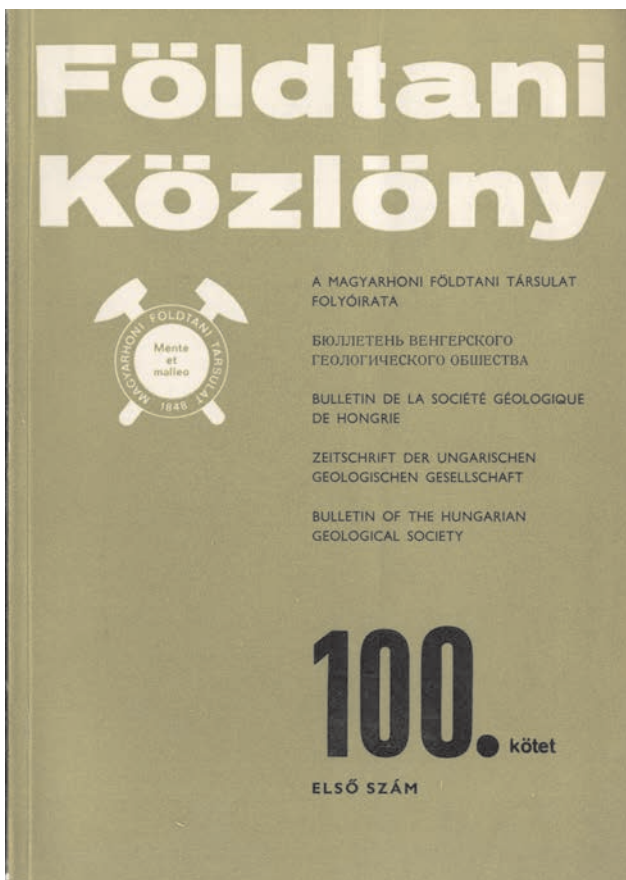 Földtani
Közlöny
A MAGYARHONI FÖLDTANI TÁRSULAT
FOLYÓIRATA
MAGYARHONI FÖLDTANI TÁRSULAT
Mente
et
malleo
1848
БЮЛЛЕТЕНЬ ВЕНГЕРСКОГО
ГЕОЛОГИЧЕСКОГО ОБШЕСТВА
BULLETIN DE LA SOCIÉTÉ GÉOLOGIQUE
DE HONGRIE
ZEITSCHRIFT DER UNGARISCHEN
GEOLOGISCHEN GESELLSCHAFT
BULLETIN OF THE HUNGARIAN
GEOLOGICAL SOCIETY
100. kötet
ELSŐ SZÁM